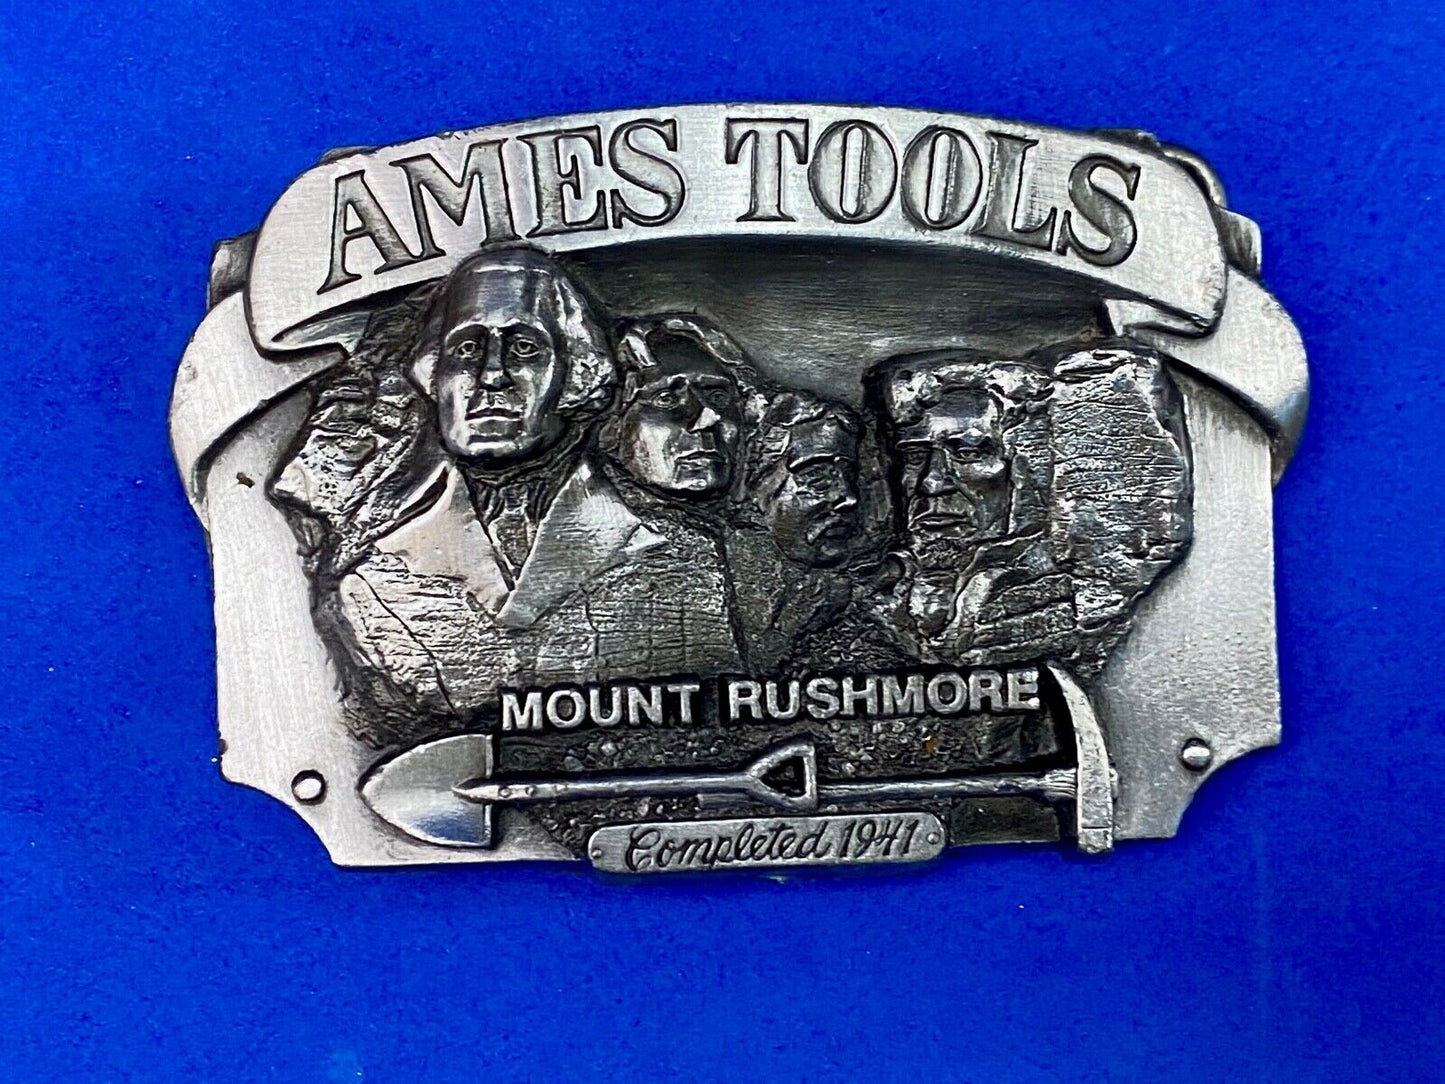 AMES TOOLS
MOUNT RUSHMORE
Completed 1941